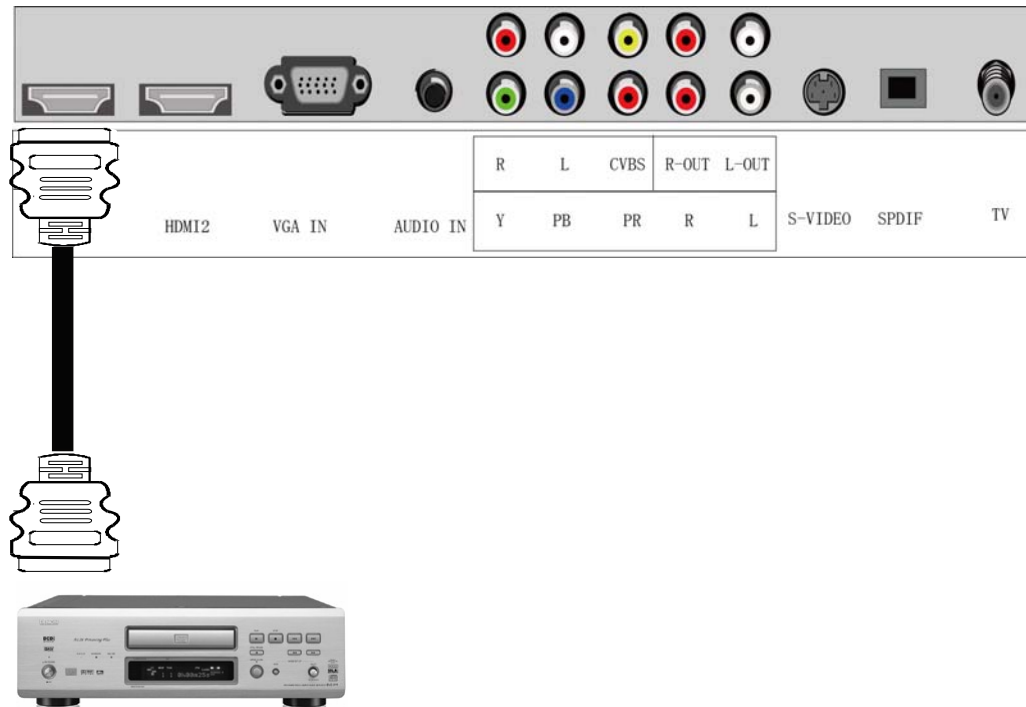 R L CVBS R-OUT L-OUT
HDMI2 VGA IN AUDIO IN Y PB PR R L S-VIDEO SPDIF TV